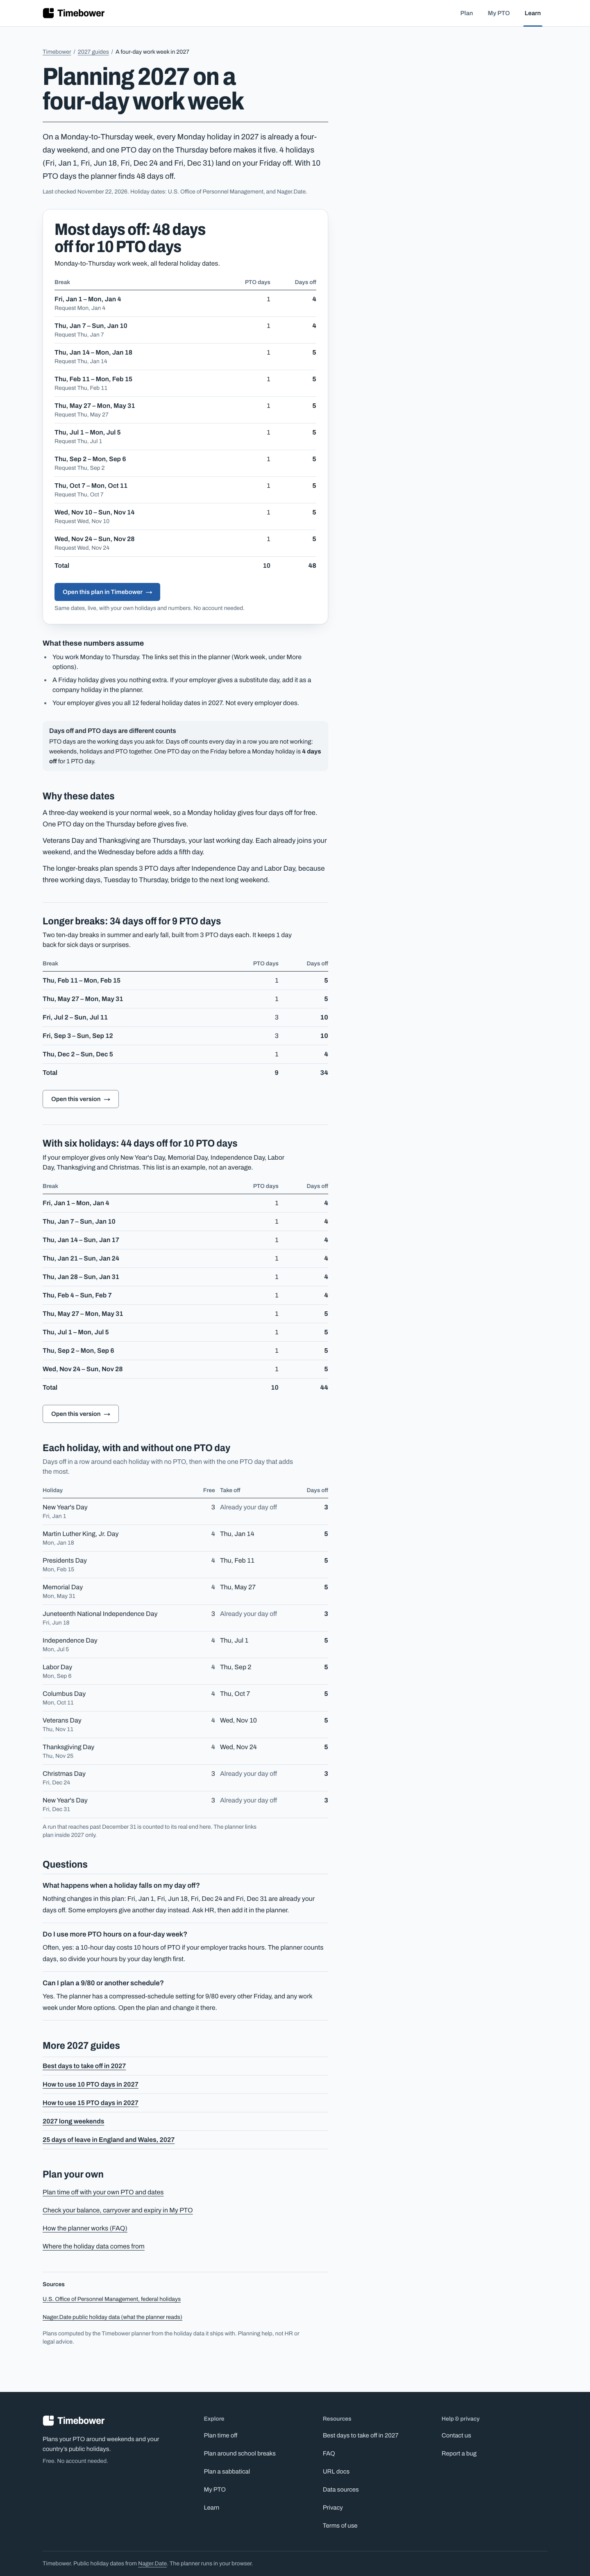 Timebower
Plan My PTO Learn
Timebower / 2027 guides / A four-day work week in 2027
Planning 2027 on a
four-day work week
On a Monday-to-Thursday week, every Monday holiday in 2027 is already a four-
day weekend, and one PTO day on the Thursday before makes it five. 4 holidays
(Fri, Jan 1, Fri, Jun 18, Fri, Dec 24 and Fri, Dec 31) land on your Friday off. With 10
PTO days the planner finds 48 days off.
Last checked November 22, 2026. Holiday dates: U.S. Office of Personnel Management, and Nager.Date.
Most days off: 48 days
off for 10 PTO days
Monday-to-Thursday work week, all federal holiday dates.
Break PTO days Days off
Fri, Jan 1 – Mon, Jan 4 1 4
Request Mon, Jan 4
Thu, Jan 7 – Sun, Jan 10 1 4
Request Thu, Jan 7
Thu, Jan 14 – Mon, Jan 18 1 5
Request Thu, Jan 14
Thu, Feb 11 – Mon, Feb 15 1 5
Request Thu, Feb 11
Thu, May 27 – Mon, May 31 1 5
Request Thu, May 27
Thu, Jul 1 – Mon, Jul 5 1 5
Request Thu, Jul 1
Thu, Sep 2 – Mon, Sep 6 1 5
Request Thu, Sep 2
Thu, Oct 7 – Mon, Oct 11 1 5
Request Thu, Oct 7
Wed, Nov 10 – Sun, Nov 14 1 5
Request Wed, Nov 10
Wed, Nov 24 – Sun, Nov 28 1 5
Request Wed, Nov 24
Total 10 48
Open this plan in Timebower →
Same dates, live, with your own holidays and numbers. No account needed.
What these numbers assume
• You work Monday to Thursday. The links set this in the planner (Work week, under More
options).
• A Friday holiday gives you nothing extra. If your employer gives a substitute day, add it as a
company holiday in the planner.
• Your employer gives you all 12 federal holiday dates in 2027. Not every employer does.
Days off and PTO days are different counts
PTO days are the working days you ask for. Days off counts every day in a row you are not working:
weekends, holidays and PTO together. One PTO day on the Friday before a Monday holiday is 4 days
off for 1 PTO day.
Why these dates
A three-day weekend is your normal week, so a Monday holiday gives four days off for free.
One PTO day on the Thursday before gives five.
Veterans Day and Thanksgiving are Thursdays, your last working day. Each already joins your
weekend, and the Wednesday before adds a fifth day.
The longer-breaks plan spends 3 PTO days after Independence Day and Labor Day, because
three working days, Tuesday to Thursday, bridge to the next long weekend.
Longer breaks: 34 days off for 9 PTO days
Two ten-day breaks in summer and early fall, built from 3 PTO days each. It keeps 1 day
back for sick days or surprises.
Break PTO days Days off
Thu, Feb 11 – Mon, Feb 15 1 5
Thu, May 27 – Mon, May 31 1 5
Fri, Jul 2 – Sun, Jul 11 3 10
Fri, Sep 3 – Sun, Sep 12 3 10
Thu, Dec 2 – Sun, Dec 5 1 4
Total 9 34
Open this version →
With six holidays: 44 days off for 10 PTO days
If your employer gives only New Year's Day, Memorial Day, Independence Day, Labor
Day, Thanksgiving and Christmas. This list is an example, not an average.
Break PTO days Days off
Fri, Jan 1 – Mon, Jan 4 1 4
Thu, Jan 7 – Sun, Jan 10 1 4
Thu, Jan 14 – Sun, Jan 17 1 4
Thu, Jan 21 – Sun, Jan 24 1 4
Thu, Jan 28 – Sun, Jan 31 1 4
Thu, Feb 4 – Sun, Feb 7 1 4
Thu, May 27 – Mon, May 31 1 5
Thu, Jul 1 – Mon, Jul 5 1 5
Thu, Sep 2 – Mon, Sep 6 1 5
Wed, Nov 24 – Sun, Nov 28 1 5
Total 10 44
Open this version →
Each holiday, with and without one PTO day
Days off in a row around each holiday with no PTO, then with the one PTO day that adds
the most.
Holiday Free Take off Days off
New Year's Day 3 Already your day off 3
Fri, Jan 1
Martin Luther King, Jr. Day 4 Thu, Jan 14 5
Mon, Jan 18
Presidents Day 4 Thu, Feb 11 5
Mon, Feb 15
Memorial Day 4 Thu, May 27 5
Mon, May 31
Juneteenth National Independence Day 3 Already your day off 3
Fri, Jun 18
Independence Day 4 Thu, Jul 1 5
Mon, Jul 5
Labor Day 4 Thu, Sep 2 5
Mon, Sep 6
Columbus Day 4 Thu, Oct 7 5
Mon, Oct 11
Veterans Day 4 Wed, Nov 10 5
Thu, Nov 11
Thanksgiving Day 4 Wed, Nov 24 5
Thu, Nov 25
Christmas Day 3 Already your day off 3
Fri, Dec 24
New Year's Day 3 Already your day off 3
Fri, Dec 31
A run that reaches past December 31 is counted to its real end here. The planner links
plan inside 2027 only.
Questions
What happens when a holiday falls on my day off?
Nothing changes in this plan: Fri, Jan 1, Fri, Jun 18, Fri, Dec 24 and Fri, Dec 31 are already your
days off. Some employers give another day instead. Ask HR, then add it in the planner.
Do I use more PTO hours on a four-day week?
Often, yes: a 10-hour day costs 10 hours of PTO if your employer tracks hours. The planner counts
days, so divide your hours by your day length first.
Can I plan a 9/80 or another schedule?
Yes. The planner has a compressed-schedule setting for 9/80 every other Friday, and any work
week under More options. Open the plan and change it there.
More 2027 guides
Best days to take off in 2027
How to use 10 PTO days in 2027
How to use 15 PTO days in 2027
2027 long weekends
25 days of leave in England and Wales, 2027
Plan your own
Plan time off with your own PTO and dates
Check your balance, carryover and expiry in My PTO
How the planner works (FAQ)
Where the holiday data comes from
Sources
U.S. Office of Personnel Management, federal holidays
Nager.Date public holiday data (what the planner reads)
Plans computed by the Timebower planner from the holiday data it ships with. Planning help, not HR or
legal advice.
Timebower
Plans your PTO around weekends and your
country's public holidays.
Free. No account needed.
Explore
Plan time off
Plan around school breaks
Plan a sabbatical
My PTO
Learn
Resources
Best days to take off in 2027
FAQ
URL docs
Data sources
Privacy
Terms of use
Help & privacy
Contact us
Report a bug
Timebower. Public holiday dates from Nager.Date. The planner runs in your browser.